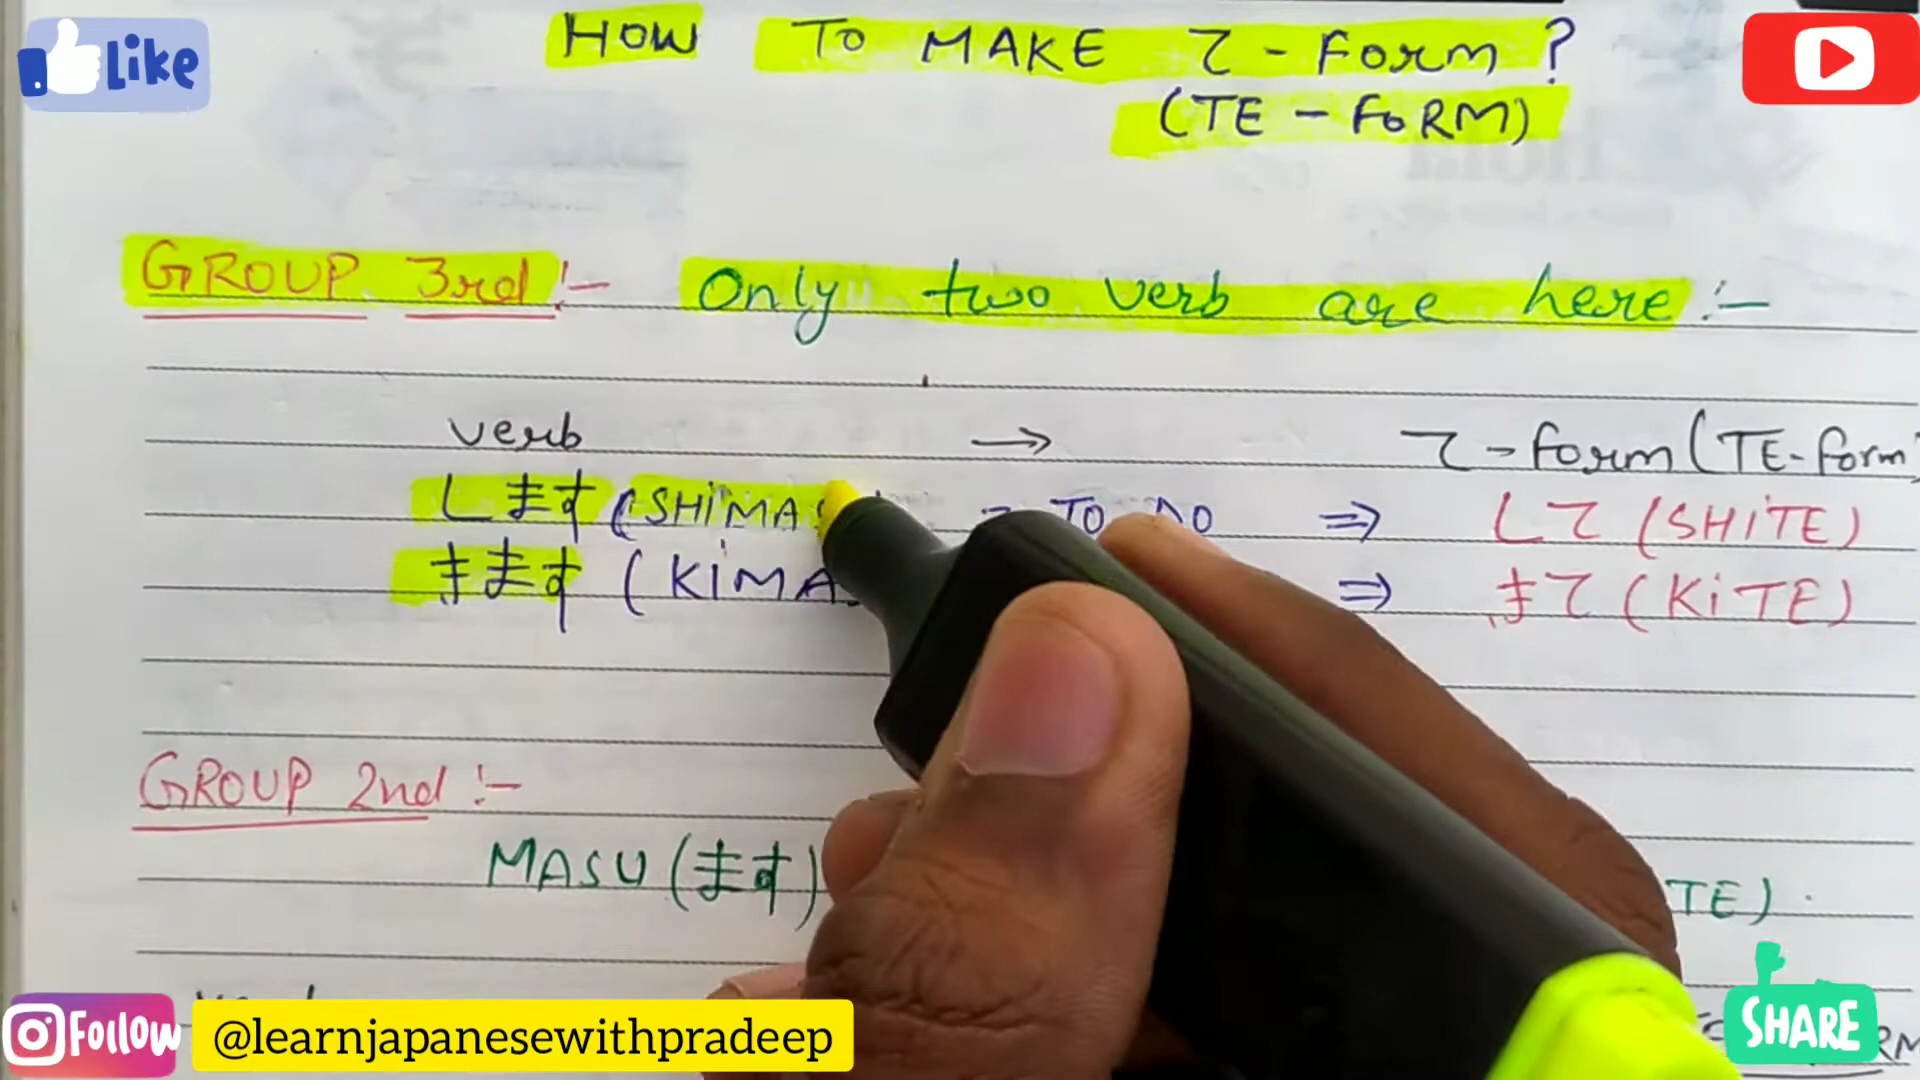 Like
HOW TO MAKE て - FORM?
(TE - FORM)
GROUP 3rd :- Only two verb are here :-
verb → て - form (TE- form
します (SHIMAS TO DO ⇒ して (SHITE)
きます (KIMA ⇒ きて (KITE)
GROUP 2nd :-
MASU (ます) TE) .
Follow @learnjapanesewithpradeep
SHARE